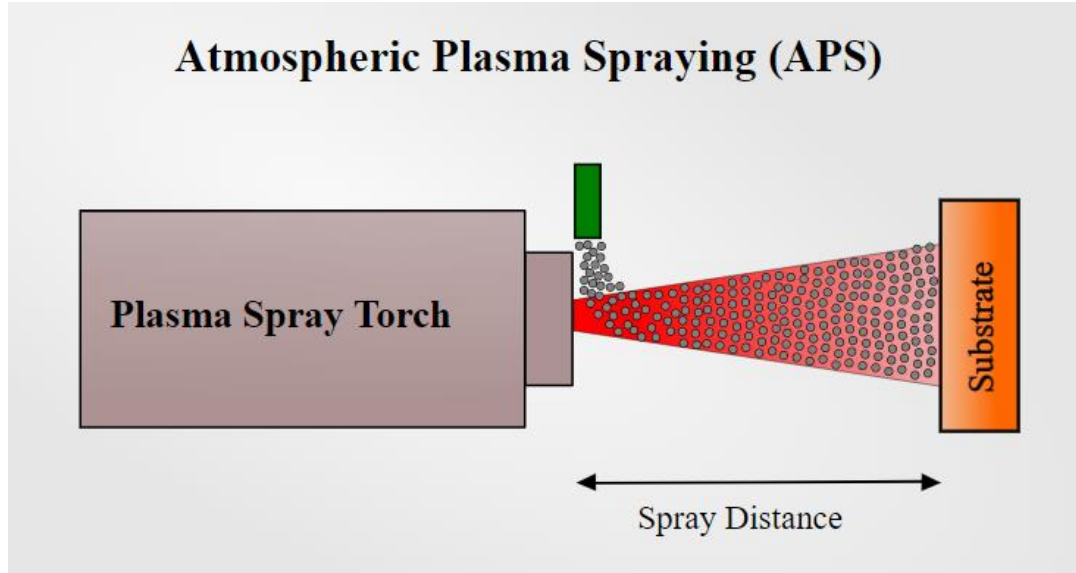 Atmospheric Plasma Spraying (APS)
Plasma Spray Torch
Substrate
Spray Distance